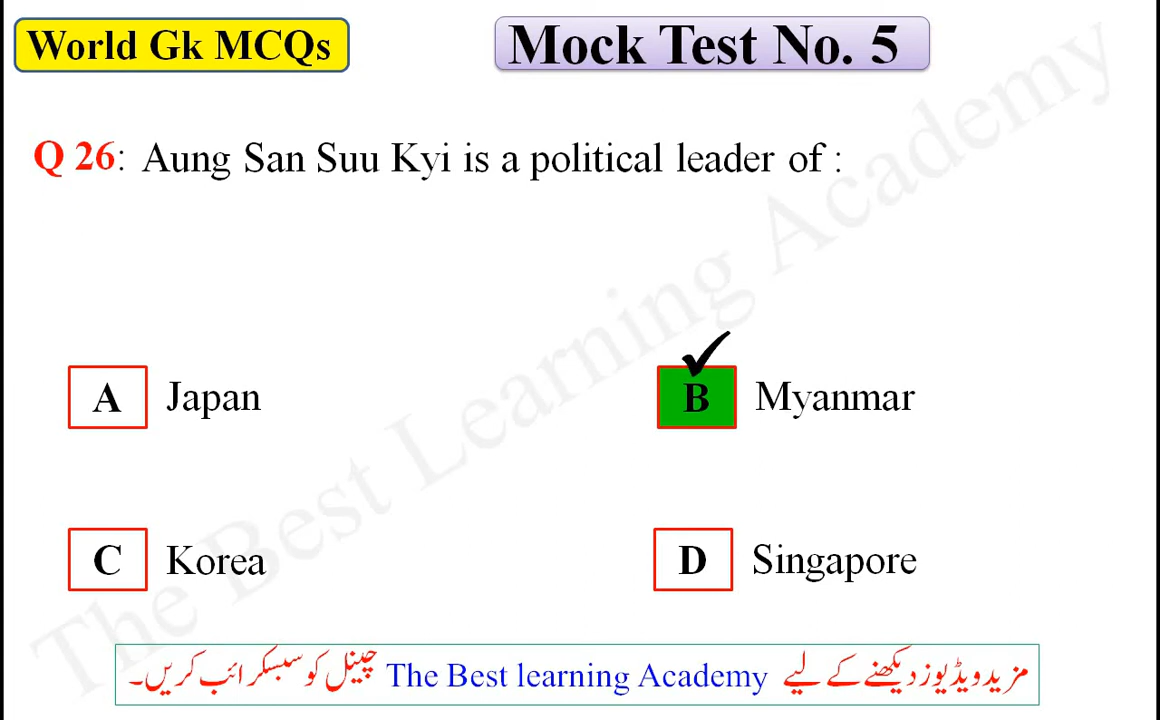 World Gk MCQs
Mock Test No. 5
Q 26: Aung San Suu Kyi is a political leader of :
A Japan
B Myanmar
C Korea
D Singapore
مزید ویڈیوز دیکھنے کے لیے The Best learning Academy چینل کو سبسکرائب کریں۔
The Best Learning Academy